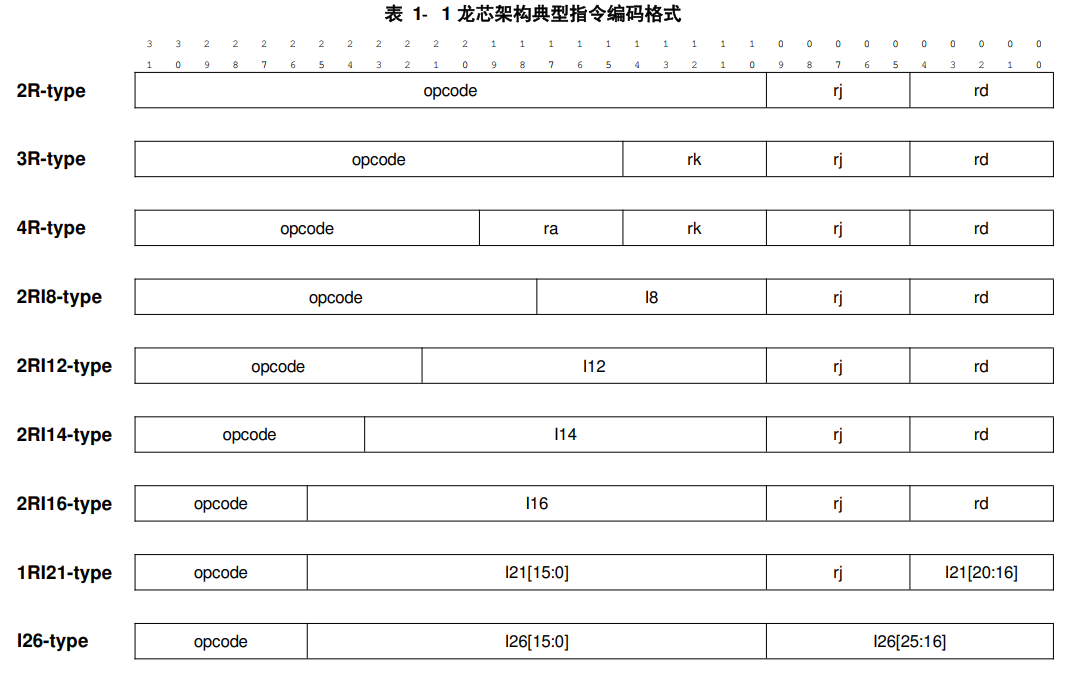 表 1- 1 龙芯架构典型指令编码格式
3 3 2 2 2 2 2 2 2 2 2 2 1 1 1 1 1 1 1 1 1 1 0 0 0 0 0 0 0 0 0 0
1 0 9 8 7 6 5 4 3 2 1 0 9 8 7 6 5 4 3 2 1 0 9 8 7 6 5 4 3 2 1 0
2R-type opcode rj rd
3R-type opcode rk rj rd
4R-type opcode ra rk rj rd
2RI8-type opcode I8 rj rd
2RI12-type opcode I12 rj rd
2RI14-type opcode I14 rj rd
2RI16-type opcode I16 rj rd
1RI21-type opcode I21[15:0] rj I21[20:16]
I26-type opcode I26[15:0] I26[25:16]